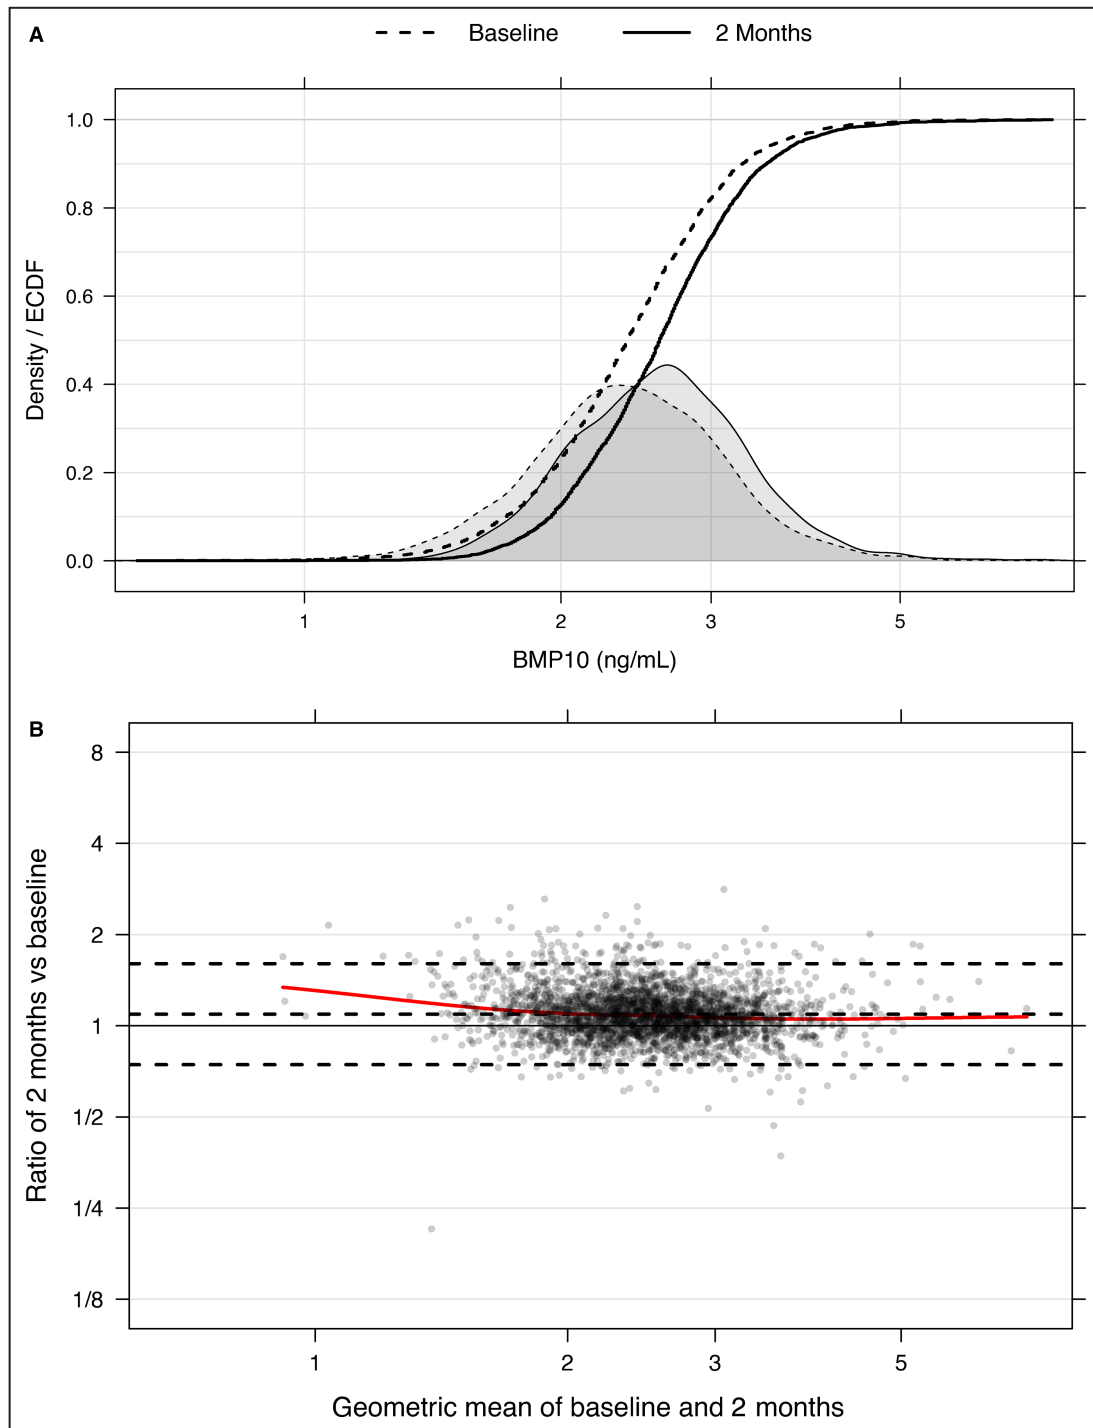 A
Baseline
2 Months
1.0
0.8
0.6
0.4
0.2
0.0
Density / ECDF
1
2
3
5
BMP10 (ng/mL)
B
8
4
2
1
1/2
1/4
1/8
Ratio of 2 months vs baseline
1
2
3
5
Geometric mean of baseline and 2 months